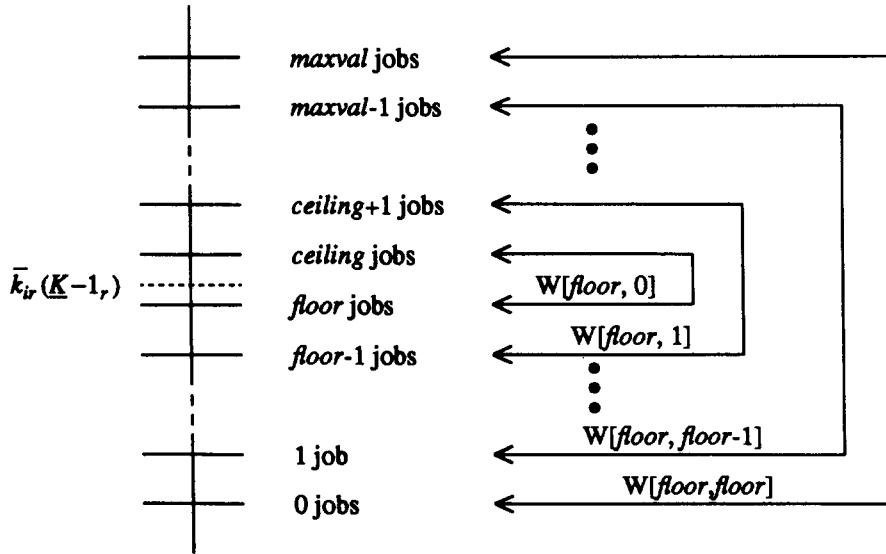 maxval jobs
maxval-1 jobs
ceiling+1 jobs
ceiling jobs
k̄ᵢᵣ(K̲-1ᵣ)
W[floor, 0]
floor jobs
W[floor, 1]
floor-1 jobs
W[floor, floor-1]
1 job
W[floor,floor]
0 jobs